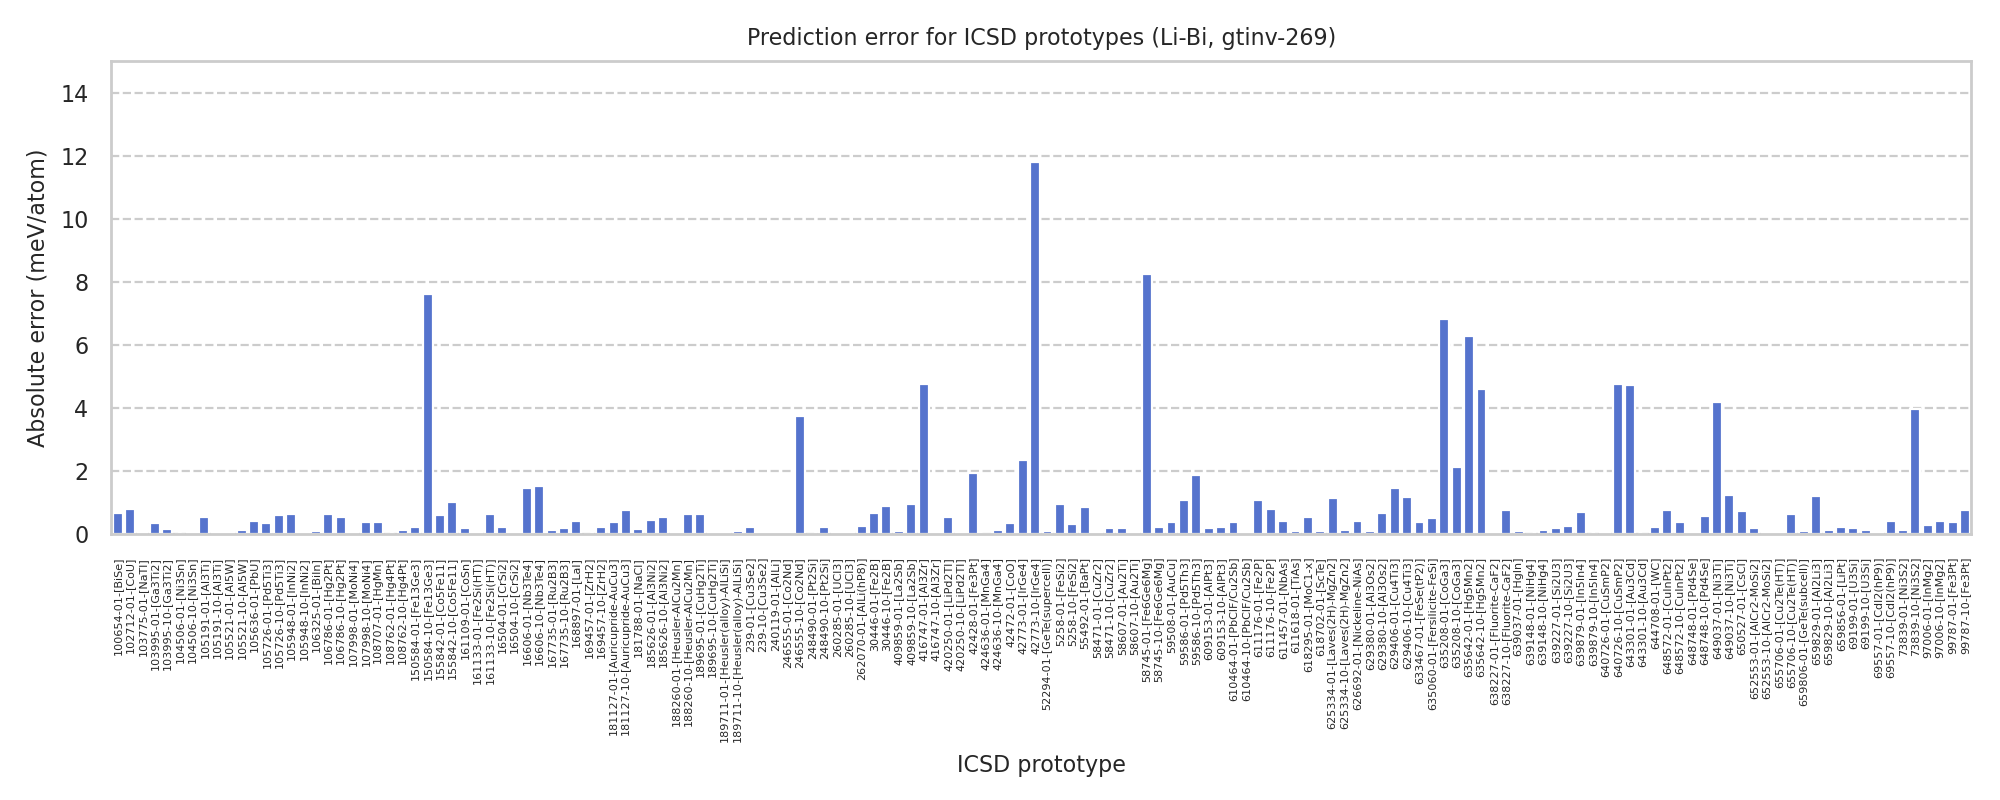 Prediction error for ICSD prototypes (Li-Bi, gtinv-269)
Absolute error (meV/atom)
14
12
10
8
6
4
2
0
100654-01-[BiSe]
102712-01-[CoU]
103775-01-[NaTl]
103995-01-[Ga3Ti2]
103995-10-[Ga3Ti2]
104506-01-[Ni3Sn]
104506-10-[Ni3Sn]
105191-01-[Al3Ti]
105191-10-[Al3Ti]
105521-01-[Al5W]
105521-10-[Al5W]
105636-01-[PbU]
105726-01-[Pd5Ti3]
105726-10-[Pd5Ti3]
105948-01-[InNi2]
105948-10-[InNi2]
106325-01-[BiIn]
106786-01-[Hg2Pt]
106786-10-[Hg2Pt]
107998-01-[MoNi4]
107998-10-[MoNi4]
108707-01-[HgMn]
108762-01-[Hg4Pt]
108762-10-[Hg4Pt]
150584-01-[Fe13Ge3]
150584-10-[Fe13Ge3]
155842-01-[Co5Fe11]
155842-10-[Co5Fe11]
161109-01-[CoSn]
161133-01-[Fe2Si(HT)]
161133-10-[Fe2Si(HT)]
16504-01-[CrSi2]
16504-10-[CrSi2]
16606-01-[Nb3Te4]
16606-10-[Nb3Te4]
167735-01-[Ru2B3]
167735-10-[Ru2B3]
168897-01-[LaI]
169457-01-[ZrH2]
169457-10-[ZrH2]
181127-01-[Auricupride-AuCu3]
181127-10-[Auricupride-AuCu3]
181788-01-[NaCl]
185626-01-[Al3Ni2]
185626-10-[Al3Ni2]
188260-01-[Heusler-AlCu2Mn]
188260-10-[Heusler-AlCu2Mn]
189695-01-[CuHg2Ti]
189695-10-[CuHg2Ti]
189711-01-[Heusler(alloy)-AlLiSi]
189711-10-[Heusler(alloy)-AlLiSi]
239-01-[Cu3Se2]
239-10-[Cu3Se2]
240119-01-[AlLi]
246555-01-[Co2Nd]
246555-10-[Co2Nd]
248490-01-[Pt2Si]
248490-10-[Pt2Si]
260285-01-[UCl3]
260285-10-[UCl3]
262070-01-[AlLi(hP8)]
30446-01-[Fe2B]
30446-10-[Fe2B]
409859-01-[La2Sb]
409859-10-[La2Sb]
416747-01-[Al3Zr]
416747-10-[Al3Zr]
420250-01-[LiPd2Tl]
420250-10-[LiPd2Tl]
42428-01-[Fe3Pt]
424636-01-[MnGa4]
424636-10-[MnGa4]
42472-01-[CoO]
42773-01-[IrGe4]
42773-10-[IrGe4]
52294-01-[GeTe(supercell)]
5258-01-[FeSi2]
5258-10-[FeSi2]
55492-01-[BaPt]
58471-01-[CuZr2]
58471-10-[CuZr2]
58607-01-[Au2Ti]
58607-10-[Au2Ti]
58745-01-[Fe6Ge6Mg]
58745-10-[Fe6Ge6Mg]
59508-01-[AuCu]
59586-01-[Pd5Th3]
59586-10-[Pd5Th3]
609153-01-[AlPt3]
609153-10-[AlPt3]
610464-01-[PbClF/Cu2Sb]
610464-10-[PbClF/Cu2Sb]
611176-01-[Fe2P]
611176-10-[Fe2P]
611457-01-[NbAs]
611618-01-[TiAs]
618295-01-[MoC1-x]
618702-01-[ScTe]
625334-01-[Laves(2H)-MgZn2]
625334-10-[Laves(2H)-MgZn2]
626692-01-[Nickeline-NiAs]
629380-01-[Al3Os2]
629380-10-[Al3Os2]
629406-01-[Cu4Ti3]
629406-10-[Cu4Ti3]
633467-01-[FeSe(tP2)]
635060-01-[Fersilicite-FeSi]
635208-01-[CoGa3]
635208-10-[CoGa3]
635642-01-[Hg5Mn2]
635642-10-[Hg5Mn2]
638227-01-[Fluorite-CaF2]
638227-10-[Fluorite-CaF2]
639037-01-[HgIn]
639148-01-[NiHg4]
639148-10-[NiHg4]
639227-01-[Si2U3]
639227-10-[Si2U3]
639879-01-[In5In4]
639879-10-[In5In4]
640726-01-[CuSmP2]
640726-10-[CuSmP2]
643301-01-[Au3Cd]
643301-10-[Au3Cd]
644708-01-[WC]
648572-01-[CuInPt2]
648572-10-[CuInPt2]
648748-01-[Pd4Se]
648748-10-[Pd4Se]
649037-01-[Ni3Ti]
649037-10-[Ni3Ti]
650527-01-[CsCl]
652553-01-[AlCr2-MoSi2]
652553-10-[AlCr2-MoSi2]
655706-01-[Cu2Te(HT)]
655706-10-[Cu2Te(HT)]
659806-01-[GeTe(subcell)]
659829-01-[Al2Li3]
659829-10-[Al2Li3]
659856-01-[LiPt]
69199-01-[U3Si]
69199-10-[U3Si]
69557-01-[CdI2(hP9)]
69557-10-[CdI2(hP9)]
73839-01-[Ni3S2]
73839-10-[Ni3S2]
97006-01-[InMg2]
97006-10-[InMg2]
99787-01-[Fe3Pt]
99787-10-[Fe3Pt]
ICSD prototype